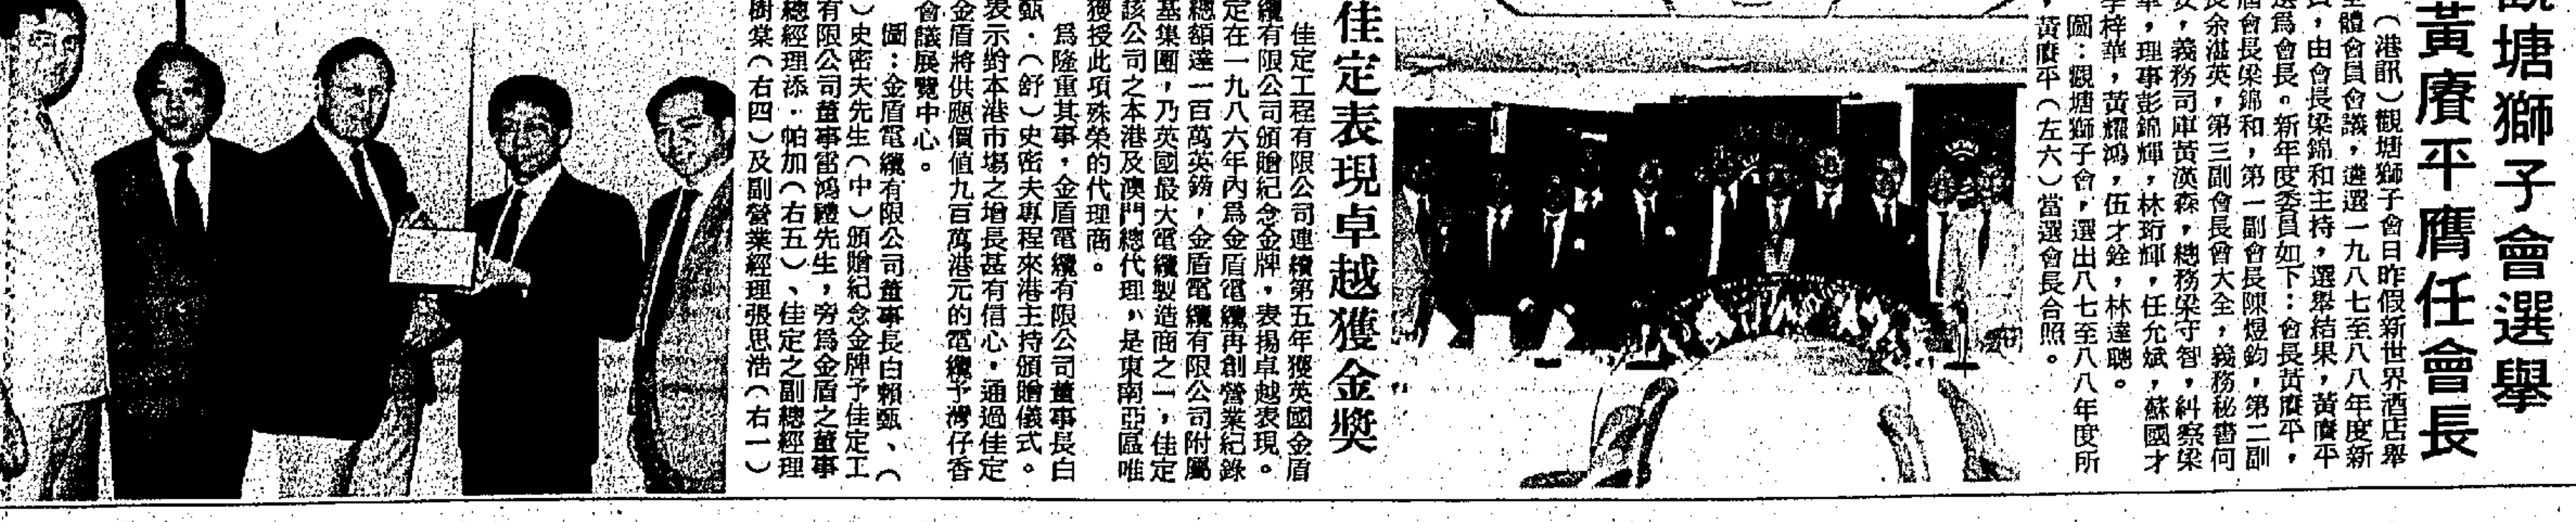 觀塘獅子會選舉
黃賡平膺任會長
（港訊）觀塘獅子會日昨假新世界酒店舉
全體會員會議，遴選一九八七至八八年度新
，由會長梁錦和主持，選舉結果，黃賡平
選爲會長。新年度委員如下：會長黃賡平，
屆會長梁錦和，第一副會長陳煜鈞，第二副
長余湛英，第三副會長曾大全，義務秘書何
，義務司庫黃漢森，總務梁守智，糾察梁
，理事彭錦輝，林珩輝，任允斌，蘇國才
李梓華，黃耀鴻，伍才銓，林達聰。
圖：觀塘獅子會，選出八七至八八年度所
，黃賡平（左六）當選會長合照。
佳定表現卓越獲金獎
佳定工程有限公司連續第五年獲英國金盾
纜有限公司頒贈紀念金牌，表揚卓越表現。
定在一九八六年內爲金盾電纜再創營業紀錄
總額達一百萬英鎊，金盾電纜有限公司附屬
基集團，乃英國最大電纜製造商之一，佳定
該公司之本港及澳門總代理，是東南亞區唯
獲授此項殊榮的代理商。
爲隆重其事，金盾電纜有限公司董事長白
甄．（舒）史密夫專程來港主持頒贈儀式。
表示對本港市場之增長甚有信心，通過佳定
金盾將供應價值九百萬港元的電纜予灣仔香
會議展覽中心。
圖：金盾電纜有限公司董事長白賴甄、（
）史密夫先生（中）頒贈紀念金牌予佳定工
有限公司董事雷鴻禮先生，旁爲金盾之董事
總經理添．帕加（右五）、佳定之副總經理
樹棠（右四）及副營業經理張思浩（右一）